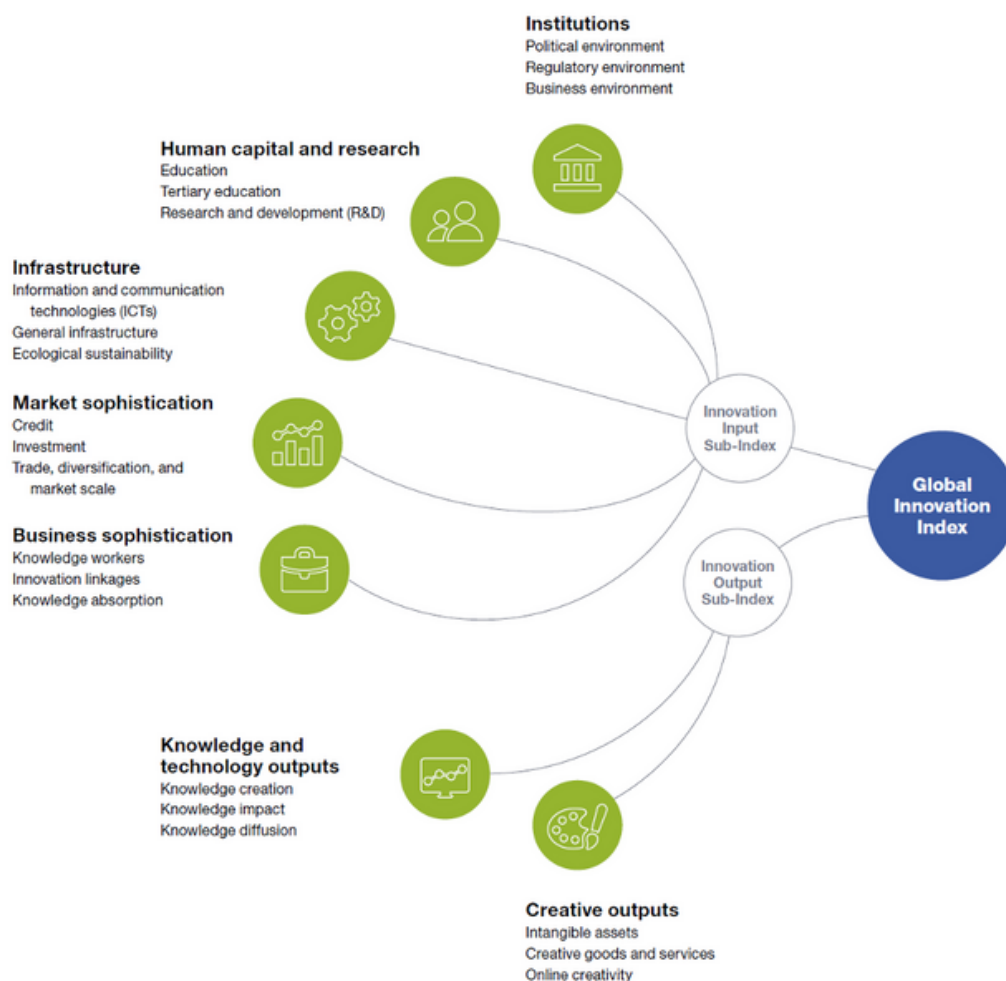 Institutions
Political environment
Regulatory environment
Business environment
Human capital and research
Education
Tertiary education
Research and development (R&D)
Infrastructure
Information and communication
technologies (ICTs)
General infrastructure
Ecological sustainability
Market sophistication
Credit
Investment
Trade, diversification, and
market scale
Business sophistication
Knowledge workers
Innovation linkages
Knowledge absorption
Innovation
Input
Sub-Index
Global
Innovation
Index
Innovation
Output
Sub-Index
Knowledge and
technology outputs
Knowledge creation
Knowledge impact
Knowledge diffusion
Creative outputs
Intangible assets
Creative goods and services
Online creativity